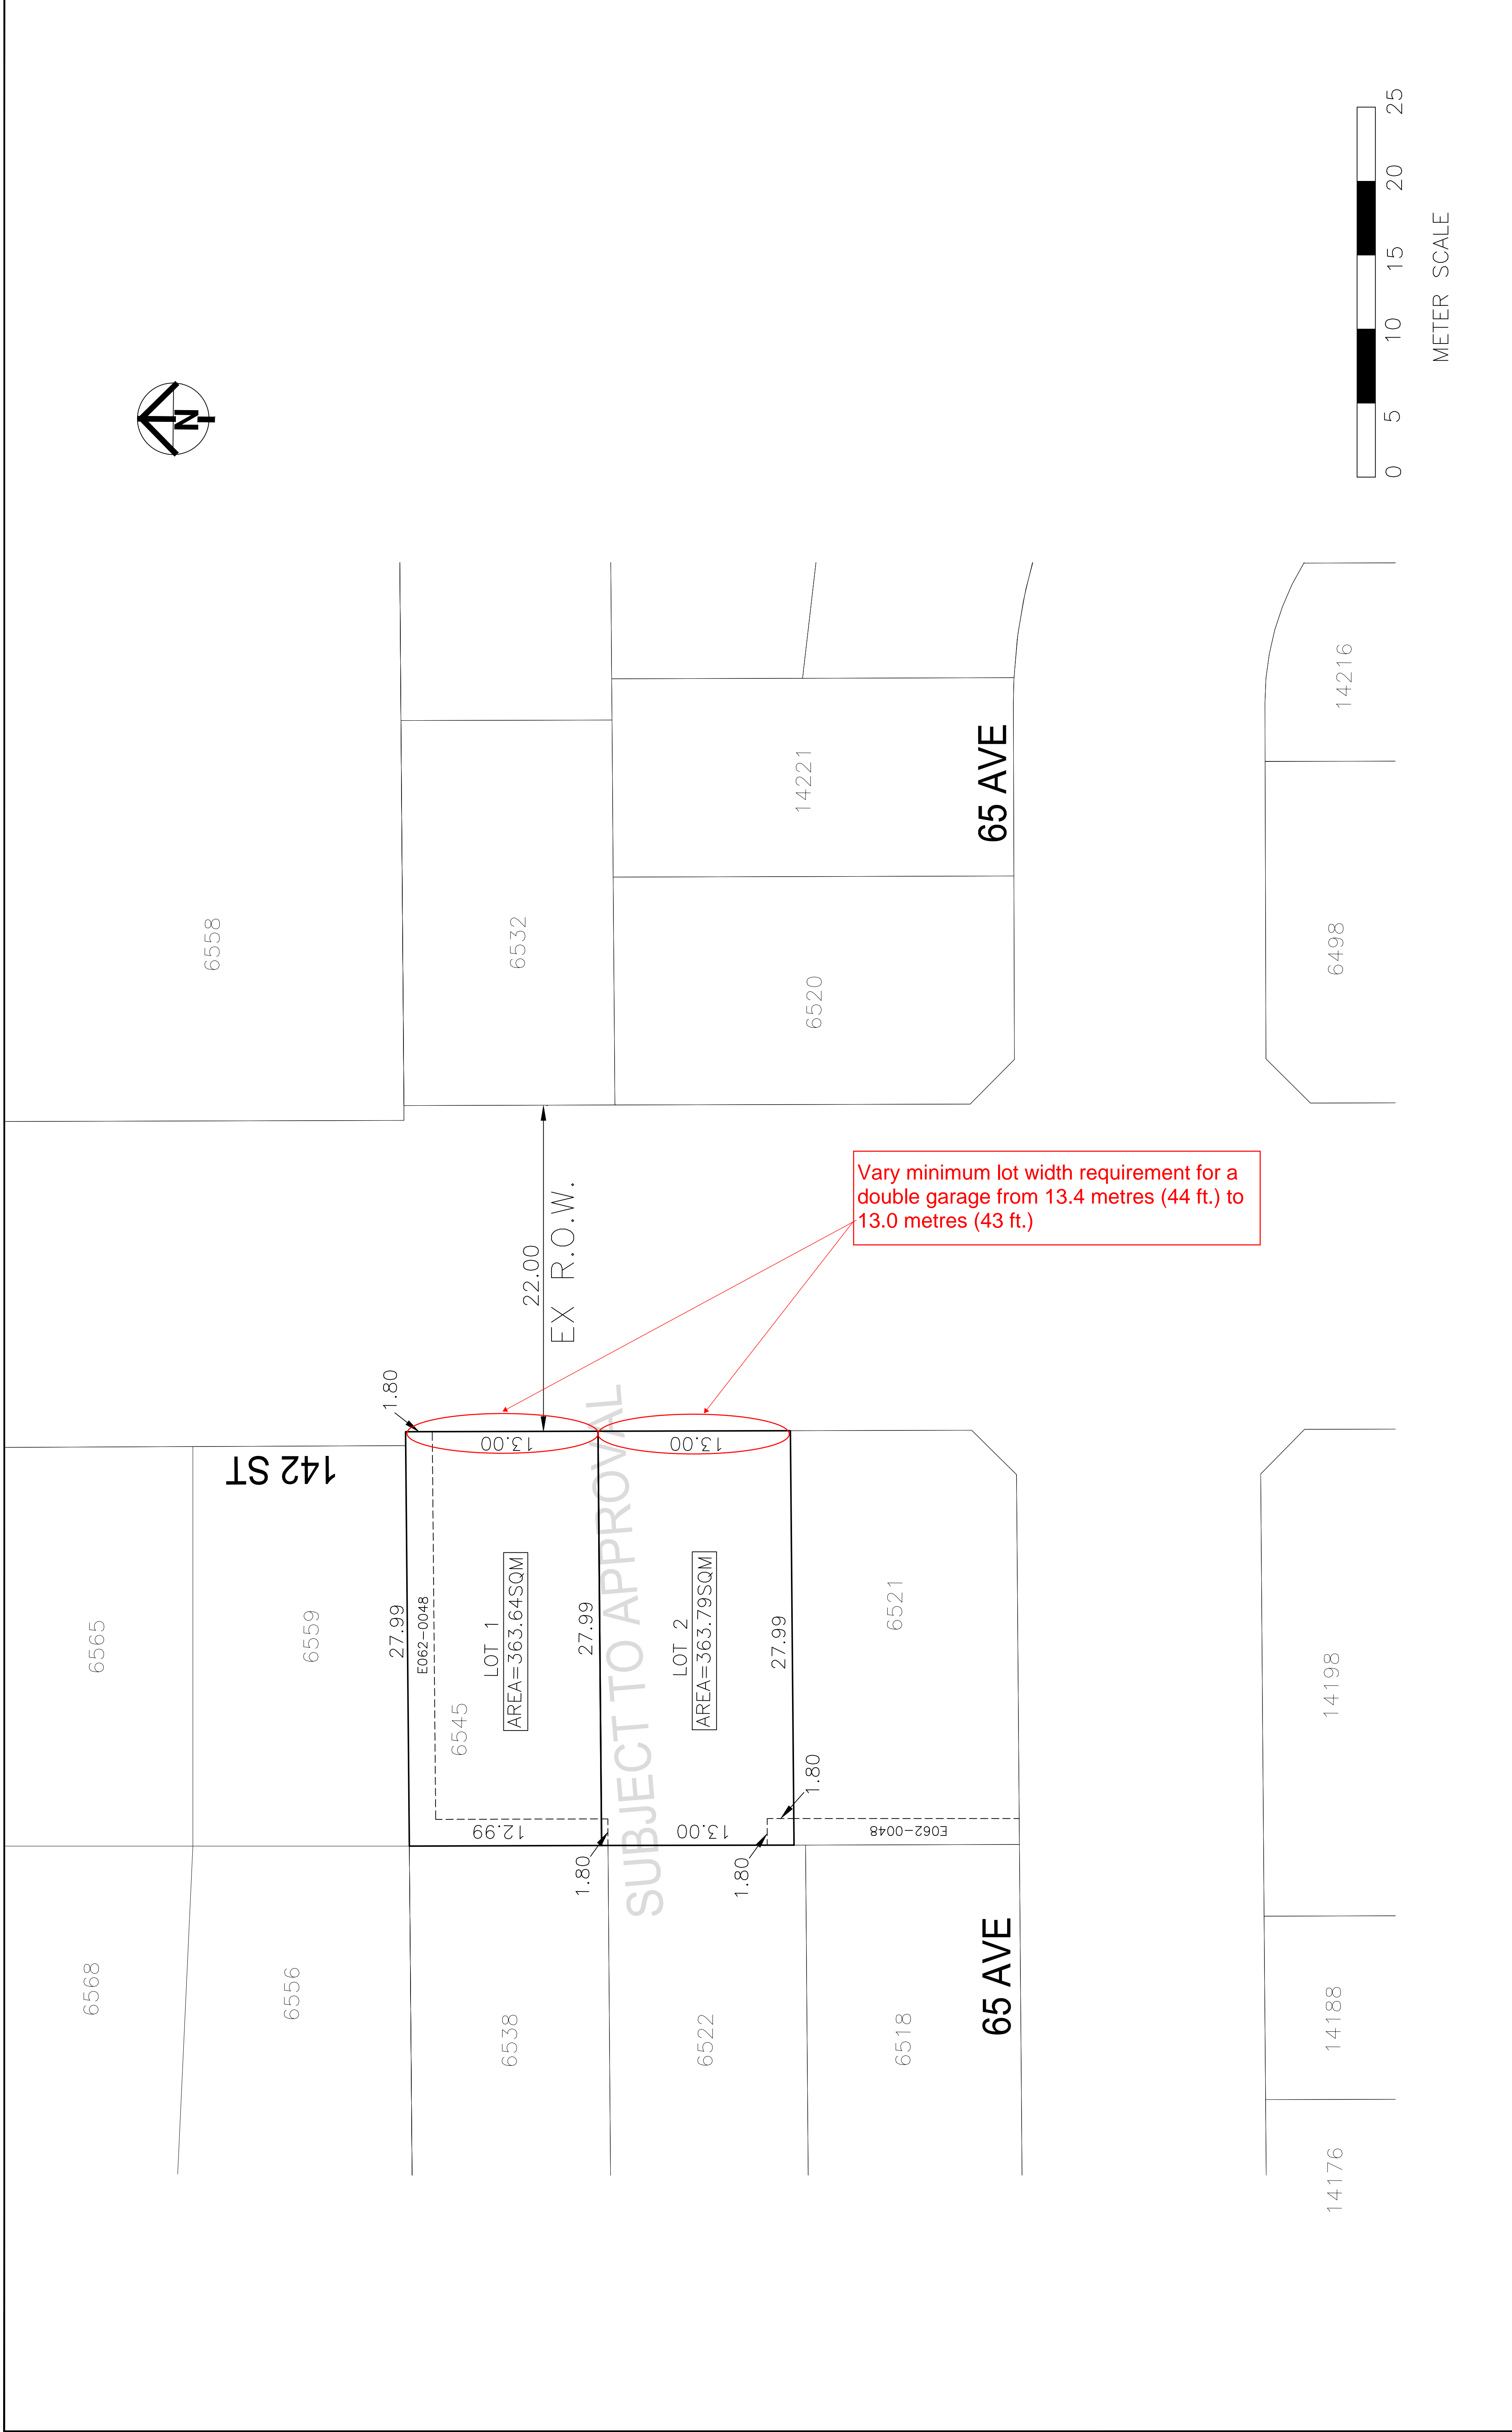 N
6558
6532
14221
6520
65 AVE
14216
6498
0 5 10 15 20 25
METER SCALE
22.00
EX R.O.W.
Vary minimum lot width requirement for a
double garage from 13.4 metres (44 ft.) to
13.0 metres (43 ft.)
142 ST
1.80
13.00
13.00
6565
6559
27.99
E062-0048
6545
LOT 1
AREA=363.64SQM
27.99
SUBJECT TO APPROVAL
LOT 2
AREA=363.79SQM
27.99
6521
14198
12.99
13.00
1.80
1.80
1.80
E062-0048
6568
6556
6538
6522
6518
65 AVE
14188
14176